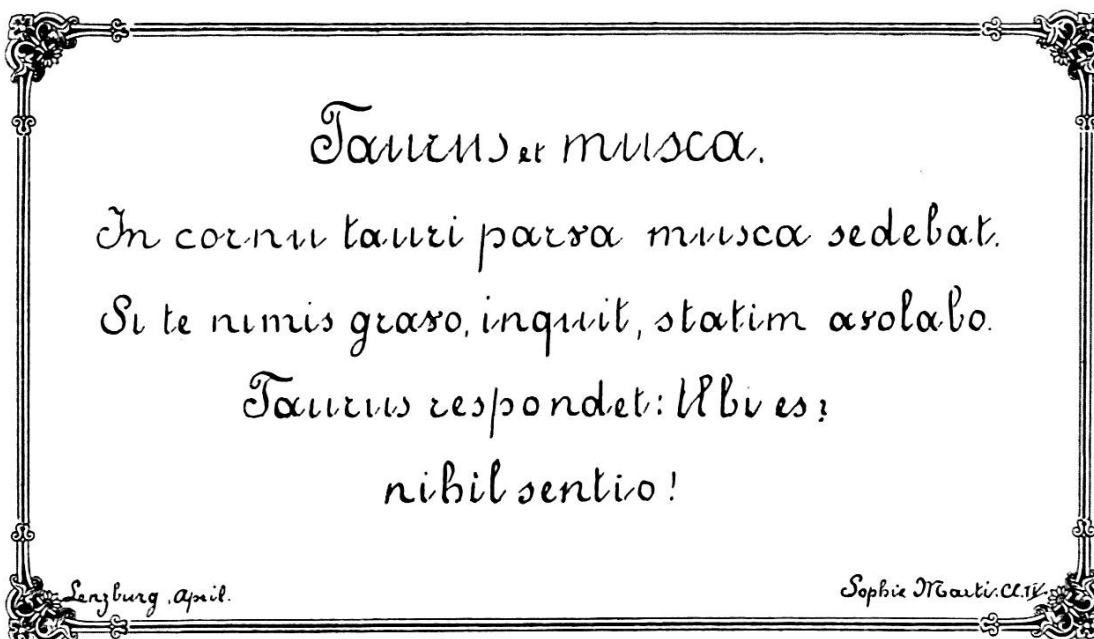 Taurus et musca.
In cornu tauri parva musca sedebat.
Si te nimis gravo, inquit, statim avolabo.
Taurus respondet: Ubi es?
nihil sentio!
Lenzburg, April.
Sophie Marti. Cl. IV.